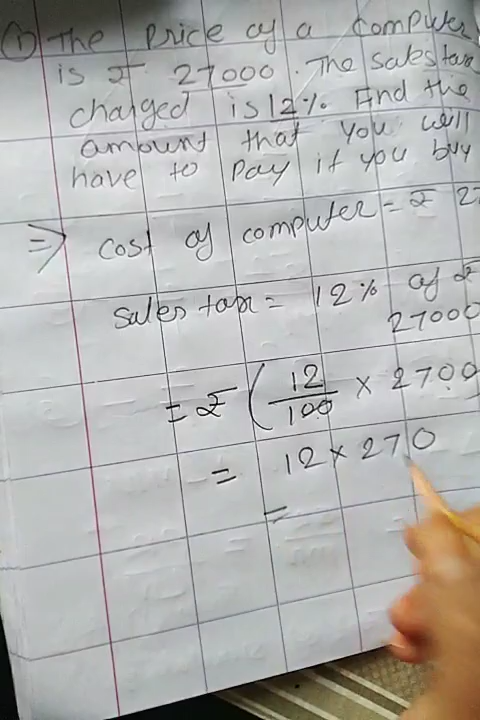 ① The price of a computer
is ₹ 27000. The sales tax
charged is 12%. Find the
amount that you will
have to pay if you buy
=> cost of computer = ₹ 27
sales tax = 12% of ₹
27000
= ₹ ( 12/100 × 2700
= 12 × 270
=